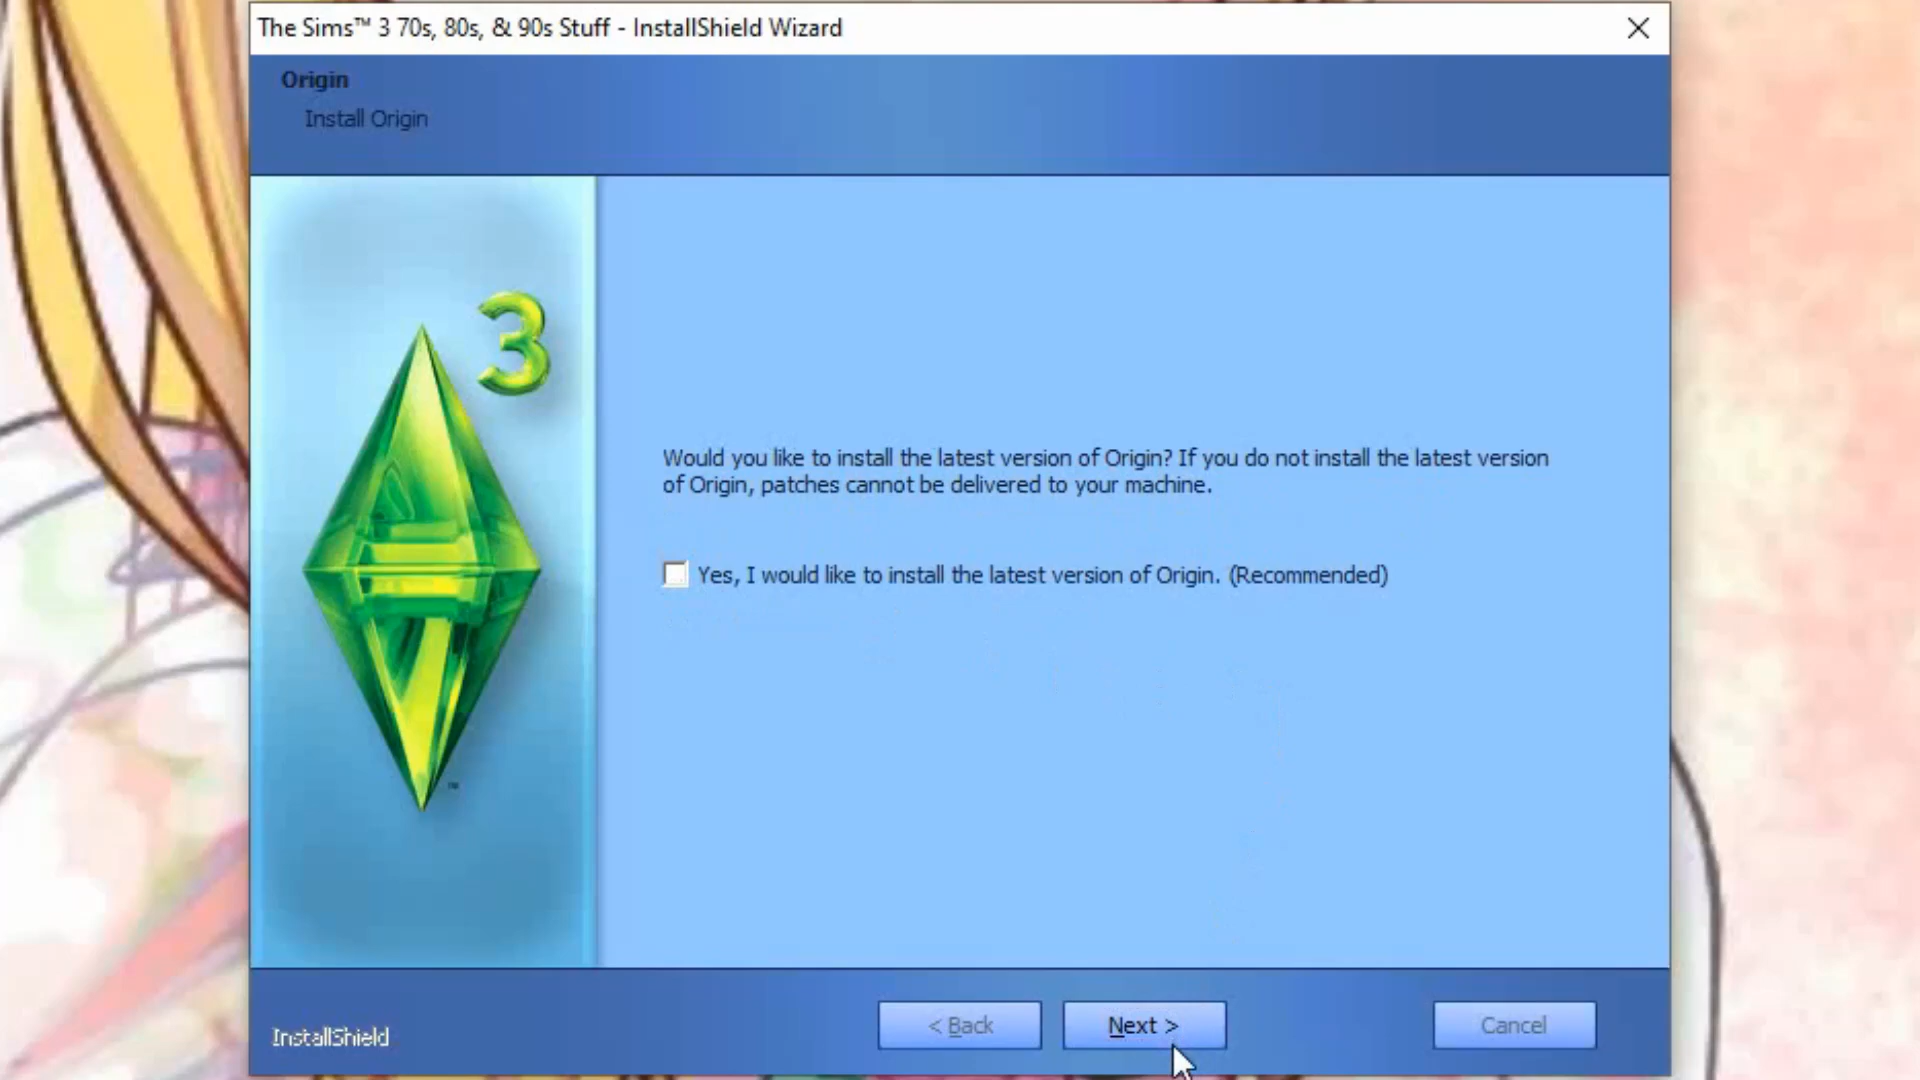 The Sims™ 3 70s, 80s, & 90s Stuff - InstallShield Wizard
Origin
Install Origin
3
™
Would you like to install the latest version of Origin? If you do not install the latest version
of Origin, patches cannot be delivered to your machine.
Yes, I would like to install the latest version of Origin. (Recommended)
InstallShield
< Back
Next >
Cancel